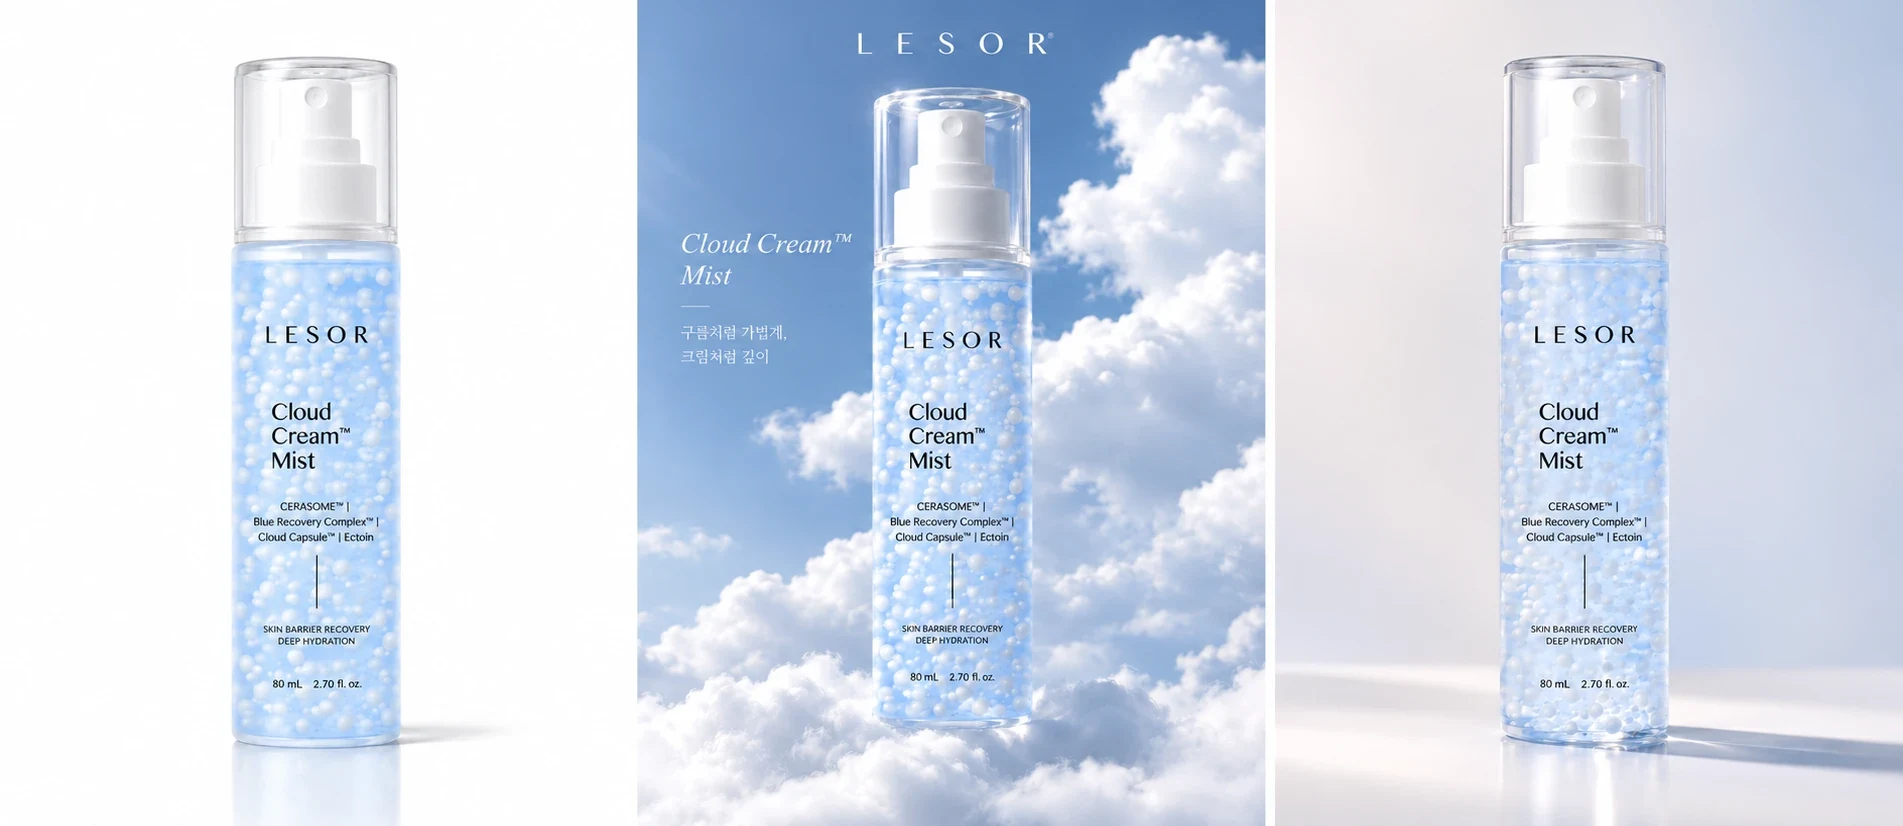 LESOR
Cloud
Cream™
Mist
CERASOME™ |
Blue Recovery Complex™ |
Cloud Capsule™ | Ectoin
SKIN BARRIER RECOVERY
DEEP HYDRATION
80 mL 2.70 fl. oz.
LESOR®
Cloud Cream™
Mist
구름처럼 가볍게,
크림처럼 깊이
LESOR
Cloud
Cream™
Mist
CERASOME™ |
Blue Recovery Complex™ |
Cloud Capsule™ | Ectoin
SKIN BARRIER RECOVERY
DEEP HYDRATION
80 mL 2.70 fl. oz.
LESOR
Cloud
Cream™
Mist
CERASOME™ |
Blue Recovery Complex™ |
Cloud Capsule™ | Ectoin
SKIN BARRIER RECOVERY
DEEP HYDRATION
80 mL 2.70 fl. oz.